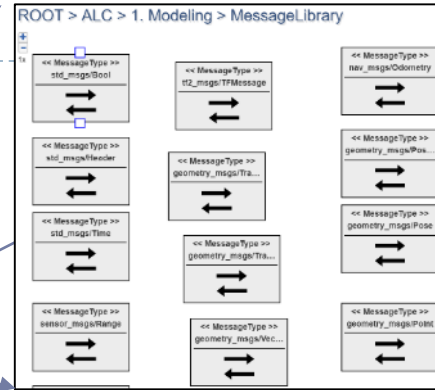 ROOT > ALC > 1. Modeling > MessageLibrary
<< MessageType >>
std_msgs/Bool
<< MessageType >>
tf2_msgs/TFMessage
<< MessageType >>
nav_msgs/Odometry
<< MessageType >>
std_msgs/Header
<< MessageType >>
geometry_msgs/Tra...
<< MessageType >>
geometry_msgs/Pos...
<< MessageType >>
std_msgs/Time
<< MessageType >>
geometry_msgs/Tra...
<< MessageType >>
geometry_msgs/Pose
<< MessageType >>
sensor_msgs/Range
<< MessageType >>
geometry_msgs/Vec...
<< MessageType >>
geometry_msgs/Point